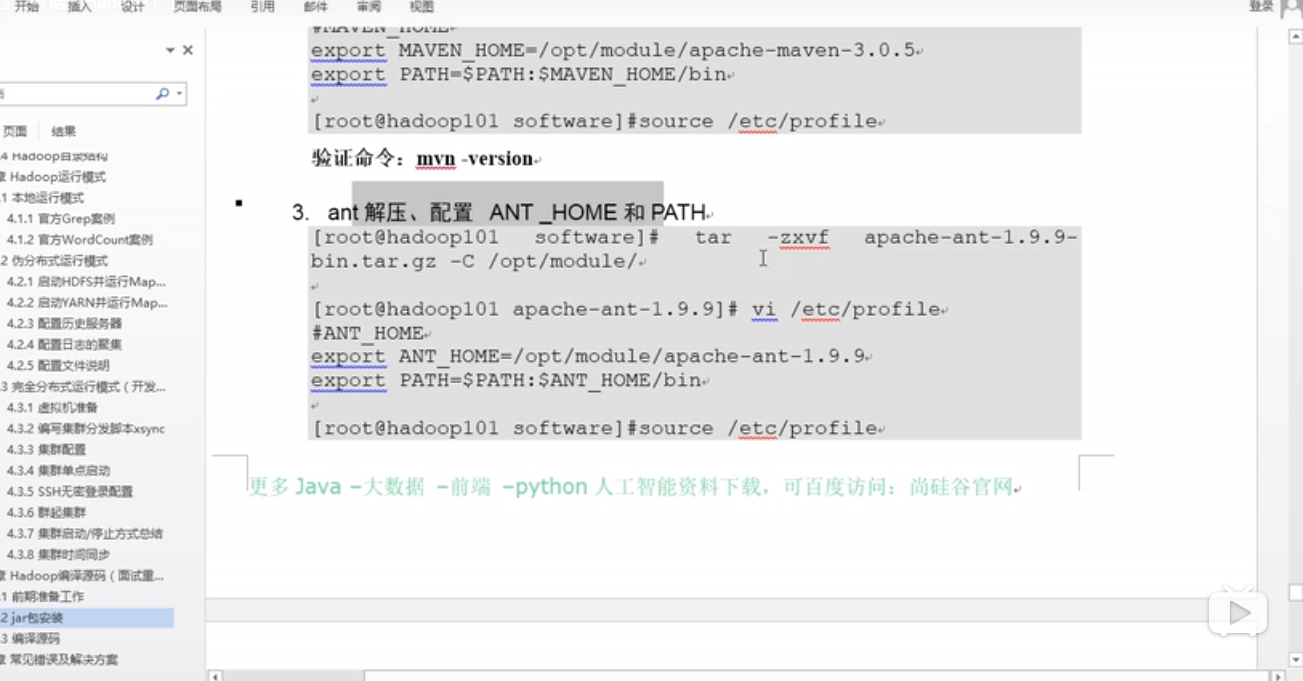 开始 插入 设计 页面布局 引用 邮件 审阅 视图 登录
页面 结果
.4 Hadoop目录结构
章 Hadoop运行模式
.1 本地运行模式
4.1.1 官方Grep案例
4.1.2 官方WordCount案例
.2 伪分布式运行模式
4.2.1 启动HDFS并运行Map...
4.2.2 启动YARN并运行Map...
4.2.3 配置历史服务器
4.2.4 配置日志的聚集
4.2.5 配置文件说明
.3 完全分布式运行模式（开发...
4.3.1 虚拟机准备
4.3.2 编写集群分发脚本xsync
4.3.3 集群配置
4.3.4 集群单点启动
4.3.5 SSH无密登录配置
4.3.6 群起集群
4.3.7 集群启动/停止方式总结
4.3.8 集群时间同步
章 Hadoop编译源码（面试重...
.1 前期准备工作
.2 jar包安装
.3 编译源码
章 常见错误及解决方案
#MAVEN_HOME
export MAVEN_HOME=/opt/module/apache-maven-3.0.5
export PATH=$PATH:$MAVEN_HOME/bin
[root@hadoop101 software]#source /etc/profile
验证命令：mvn -version
3. ant 解压、配置 ANT _HOME 和 PATH
[root@hadoop101 software]# tar -zxvf apache-ant-1.9.9-
bin.tar.gz -C /opt/module/
[root@hadoop101 apache-ant-1.9.9]# vi /etc/profile
#ANT_HOME
export ANT_HOME=/opt/module/apache-ant-1.9.9
export PATH=$PATH:$ANT_HOME/bin
[root@hadoop101 software]#source /etc/profile
更多 Java –大数据 –前端 –python 人工智能资料下载，可百度访问：尚硅谷官网